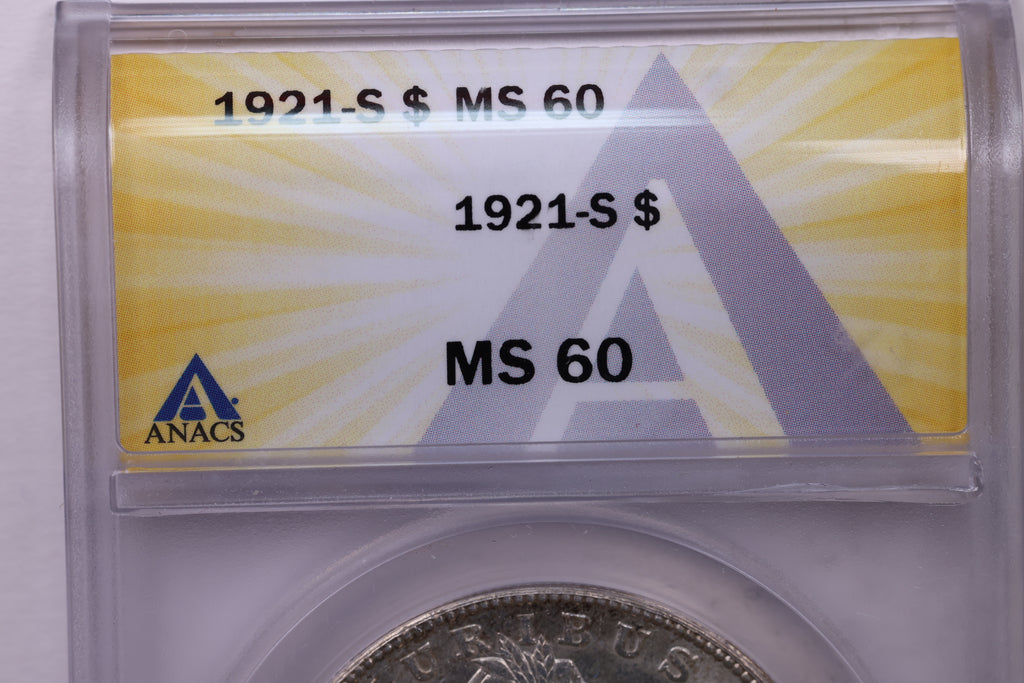 1921-S $ MS 60
1921-S $
MS 60
ANACS
URIBUS